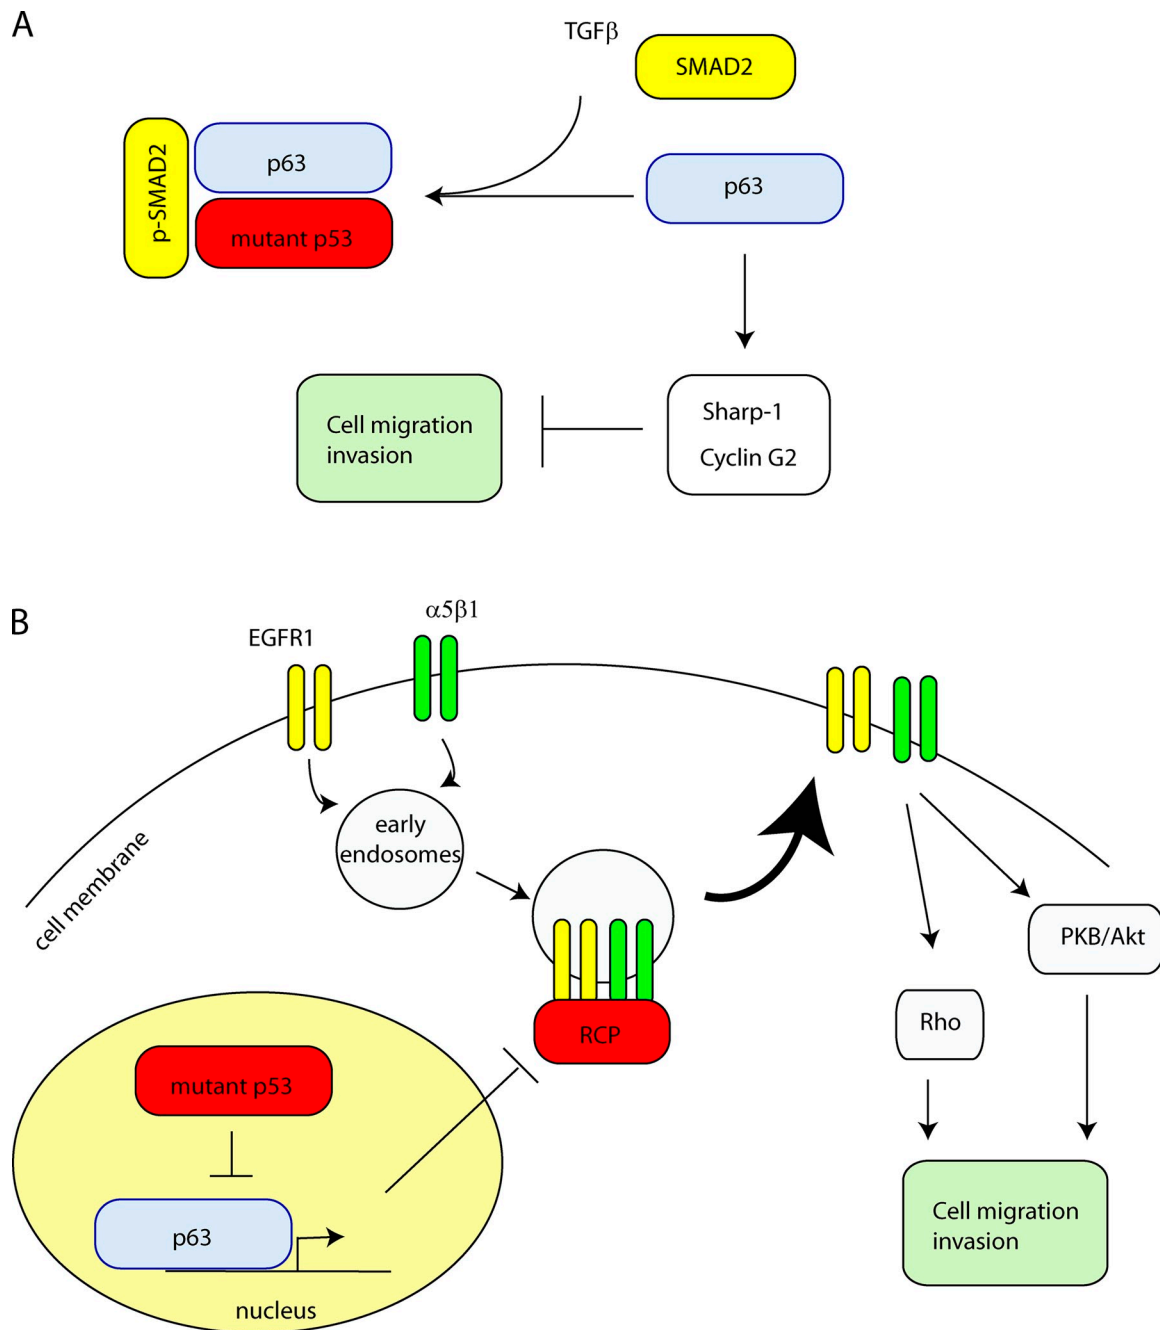 A
TGFβ
SMAD2
p-SMAD2
p63
mutant p53
p63
Cell migration
invasion
Sharp-1
Cyclin G2
B
EGFR1
α5β1
cell membrane
early
endosomes
RCP
PKB/Akt
Rho
mutant p53
p63
nucleus
Cell migration
invasion